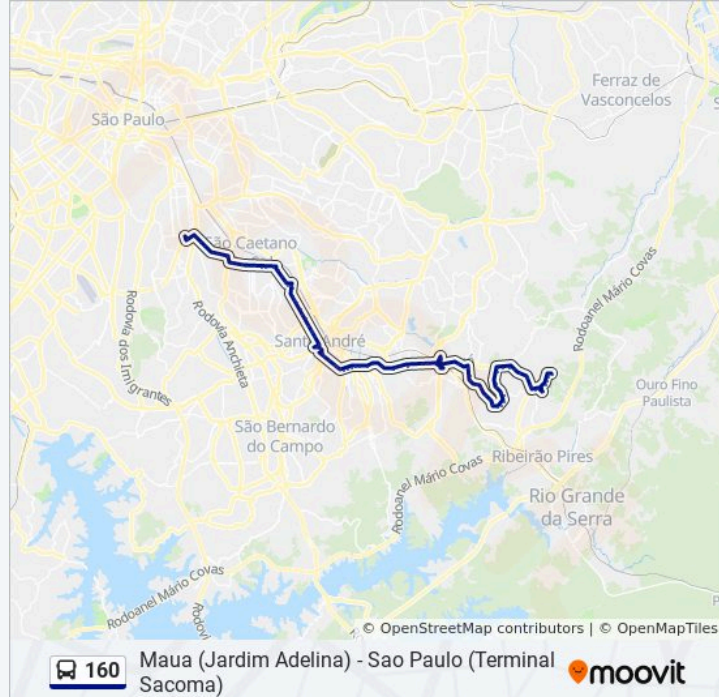 Ferraz de
Vasconcelos
São Paulo
São Caetano
Rodoanel Mário Covas
Rodovia dos Imigrantes
Rodovia Anchieta
Santo André
Ouro Fino
Paulista
São Bernardo
do Campo
Ribeirão Pires
Rodoanel Mário Covas
Rio Grande
da Serra
Rodoanel Mário Covas
© OpenStreetMap contributors | © OpenMapTiles
160
Maua (Jardim Adelina) - Sao Paulo (Terminal
Sacoma)
moovit